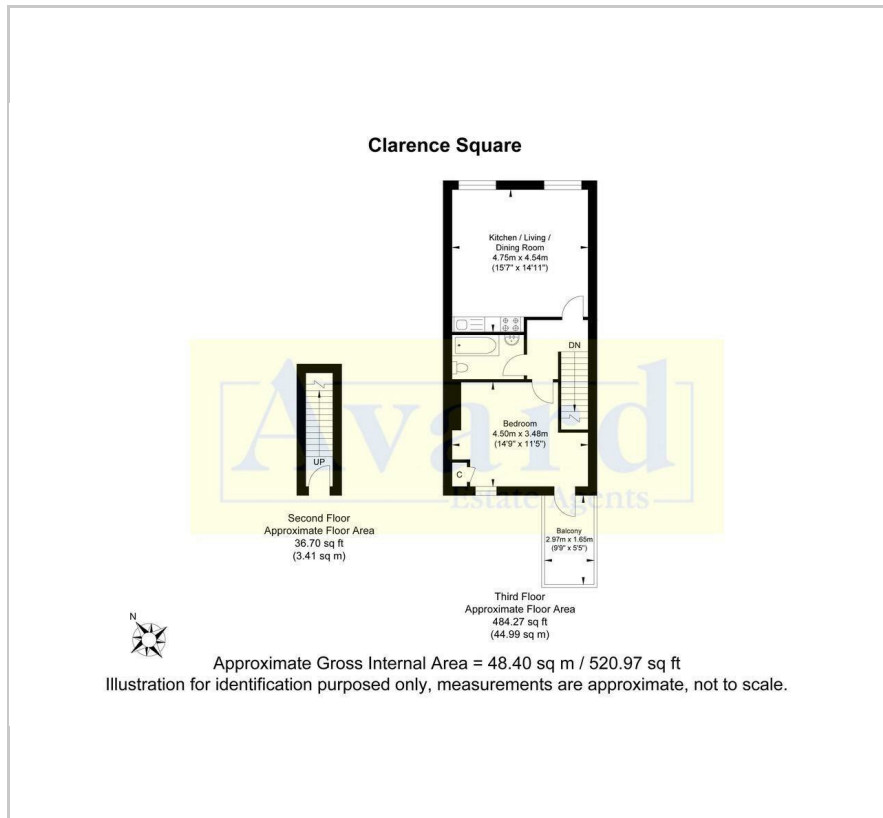 Clarence Square
Kitchen / Living /
Dining Room
4.75m x 4.54m
(15'7" x 14'11")
DN
Bedroom
4.50m x 3.48m
(14'9" x 11'5")
C
UP
Avard
Estate Agents
Second Floor
Approximate Floor Area
36.70 sq ft
(3.41 sq m)
Balcony
2.97m x 1.65m
(9'9" x 5'5")
Third Floor
Approximate Floor Area
484.27 sq ft
(44.99 sq m)
N
Approximate Gross Internal Area = 48.40 sq m / 520.97 sq ft
Illustration for identification purposed only, measurements are approximate, not to scale.